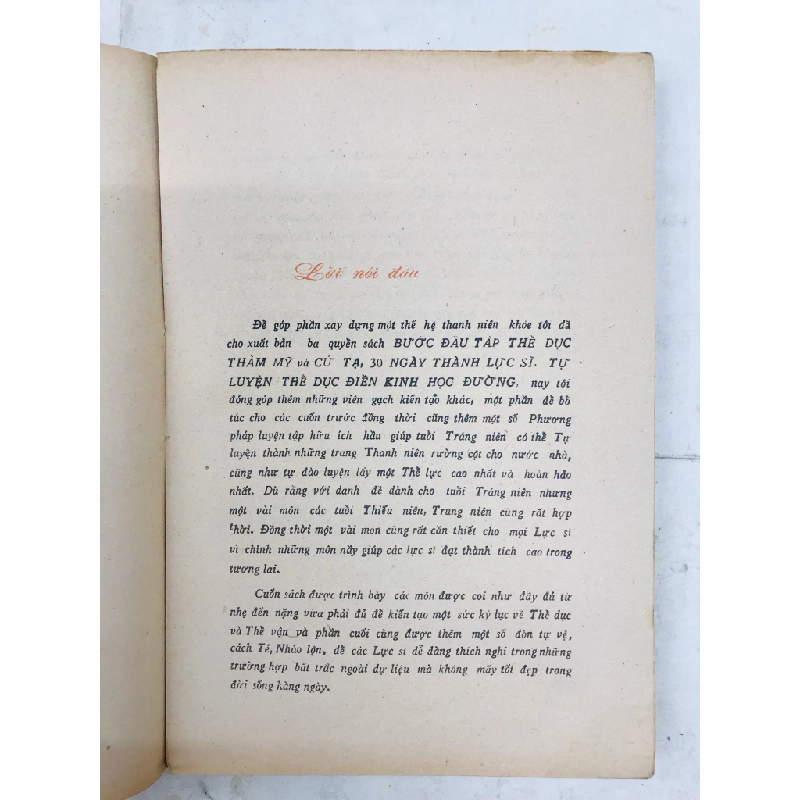 Lời nói đầu
Để góp phần xây dựng một thế hệ thanh niên khỏe tôi đã
cho xuất bản ba quyển sách BƯỚC ĐẦU TẬP THỂ DỤC
THẨM MỸ và CỬ TẠ, 30 NGÀY THÀNH LỰC SĨ. TỰ
LUYỆN THỂ DỤC ĐIỀN KINH HỌC ĐƯỜNG, nay tôi
đóng góp thêm những viên gạch kiến tạo khác, một phần để bổ
túc cho các cuốn trước đồng thời cũng thêm một số Phương
pháp luyện tập hữu ích hầu giúp tuổi Tráng niên có thể Tự
luyện thành những trang Thanh niên rường cột cho nước nhà,
cũng như tự đào luyện lấy một Thể lực cao nhất và hoàn hảo
nhất. Dù rằng với danh đề dành cho tuổi Tráng niên nhưng
một vài môn các tuổi Thiếu niên, Trung niên cũng rất hợp
thời. Đồng thời một vài môn cũng rất cần thiết cho mọi Lực sĩ
vì chính những môn nầy giúp các lực sĩ đạt thành tích cao trong
tương lai.
Cuốn sách được trình bày các môn được coi như đầy đủ từ
nhẹ đến nặng vừa phải đủ để kiến tạo một sức kỷ lục về Thể dục
và Thể vận và phần cuối cùng được thêm một số đòn tự vệ,
cách Té, Nhào lộn, để các Lực sĩ dễ dàng thích nghi trong những
trường hợp bất trắc ngoài dự liệu mà không mấy tốt đẹp trong
đời sống hàng ngày.